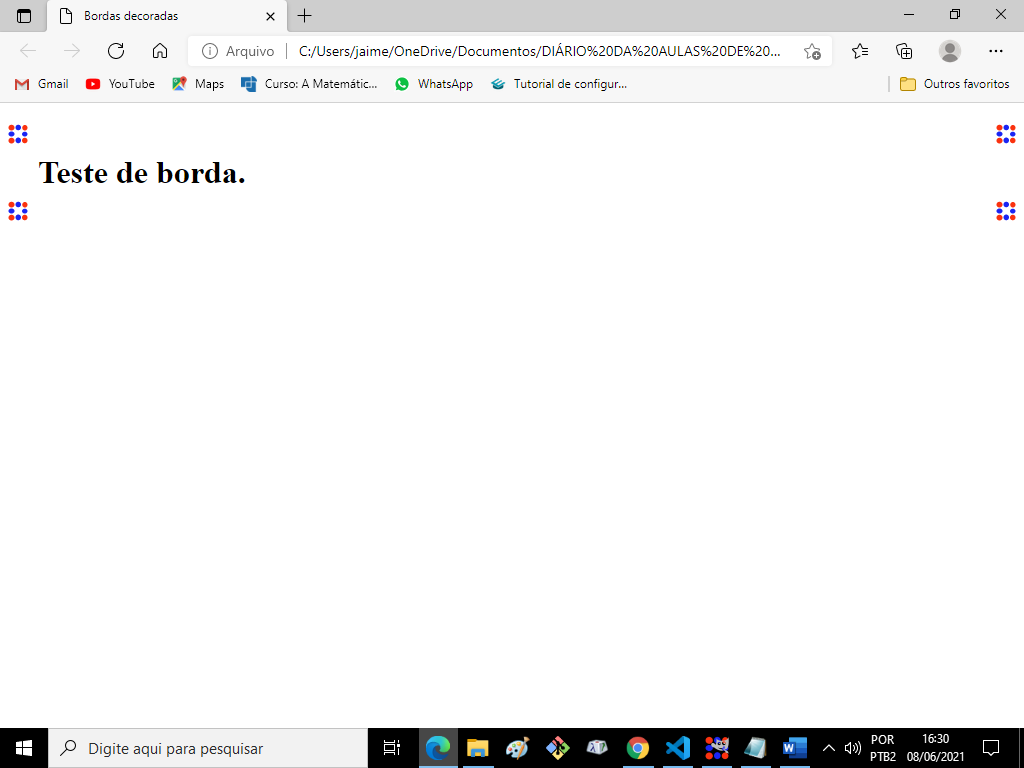 Bordas decoradas
Arquivo
C:/Users/jaime/OneDrive/Documentos/DIÁRIO%20DA%20AULAS%20DE%20...
Gmail
YouTube
Maps
Curso: A Matemátic...
WhatsApp
Tutorial de configur...
Outros favoritos
Teste de borda.
Digite aqui para pesquisar
POR
PTB2
16:30
08/06/2021